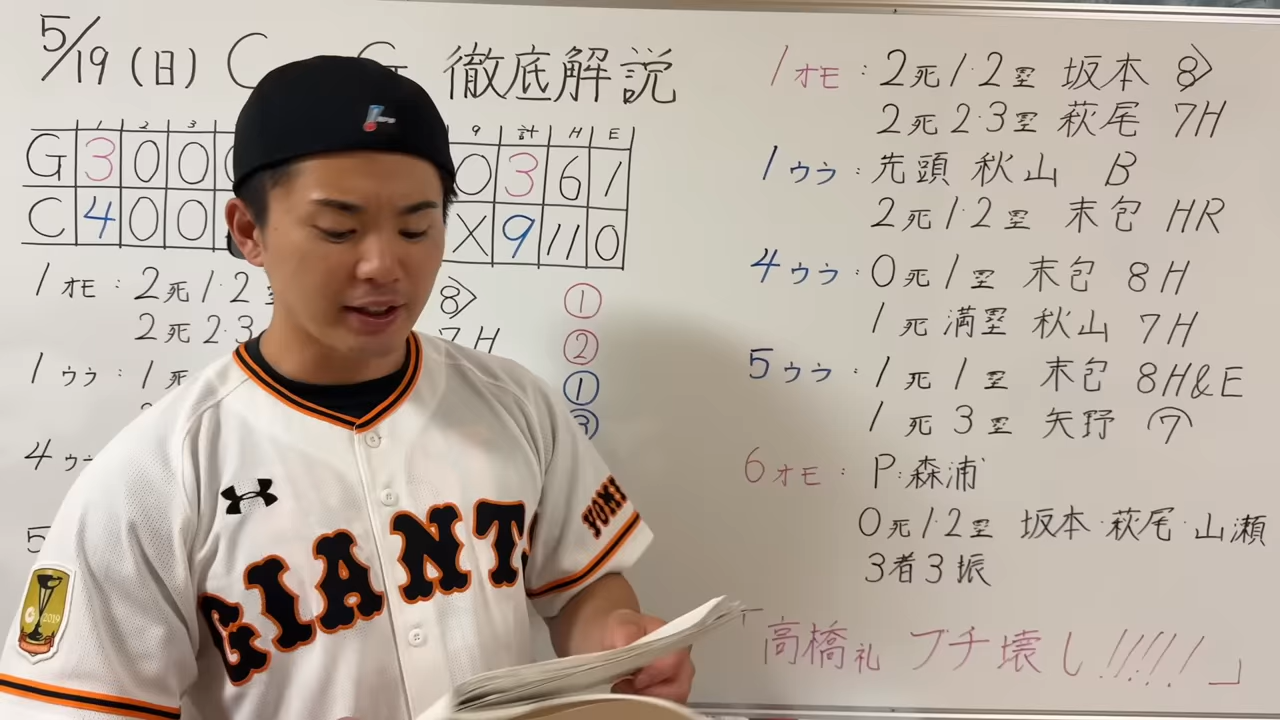 5/19(日) C 徹底解説
1 2 3 9 計 H E
G 3 0 0 0 3 6 1
C 4 0 0 X 9 11 0
1オモ:2死1・2 8> ①
2死2・3 7H ②
1ウラ:1死 ①
③
4ウラ
5
1オモ:2死1・2塁 坂本 8>
2死2・3塁 萩尾 7H
1ウラ:先頭 秋山 B
2死1・2塁 末包 HR
4ウラ:0死1塁 末包 8H
1死満塁 秋山 7H
5ウラ:1死1塁 末包 8H&E
1死3塁 矢野 ⑦
6オモ:P:森浦
0死1・2塁 坂本・萩尾・山瀬
3者3振
「高橋礼 ブチ壊し!!!!!」
GIANTS
YOMI
2019